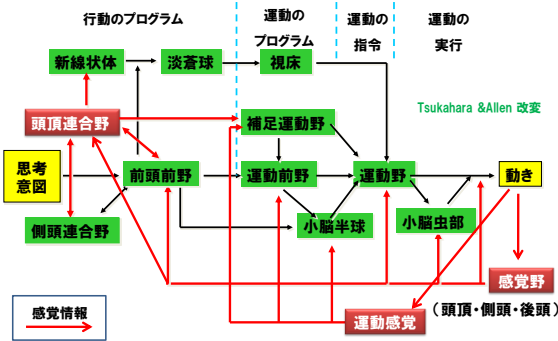 行動のプログラム
運動の
プログラム
運動の
指令
運動の
実行
新線状体
淡蒼球
視床
Tsukahara &Allen 改変
頭頂連合野
補足運動野
思考
意図
前頭前野
運動前野
運動野
動き
側頭連合野
小脳半球
小脳虫部
感覚野
(頭頂・側頭・後頭)
感覚情報
運動感覚